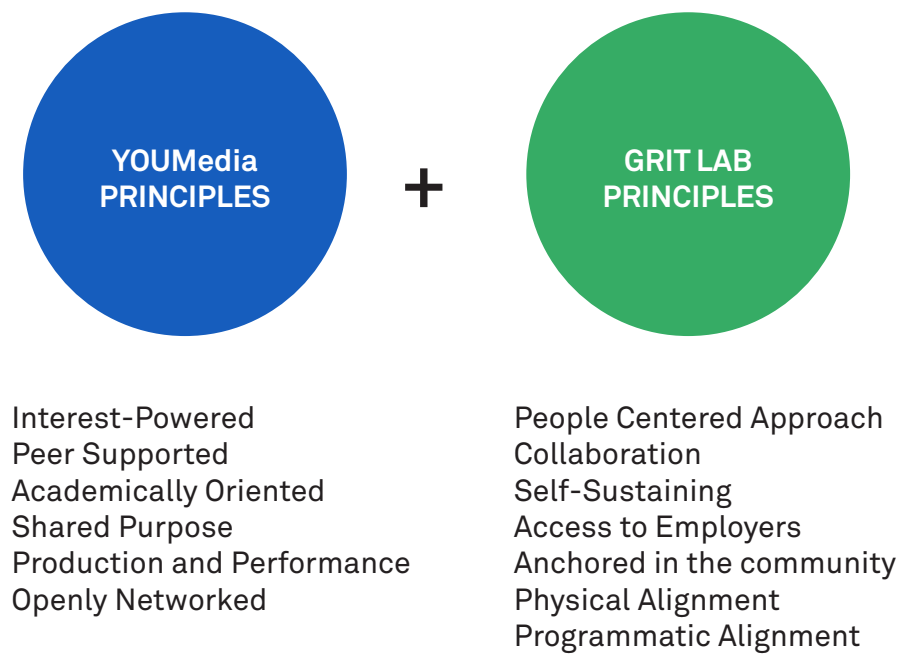 YOUMedia
PRINCIPLES
+
GRIT LAB
PRINCIPLES
Interest-Powered
Peer Supported
Academically Oriented
Shared Purpose
Production and Performance
Openly Networked
People Centered Approach
Collaboration
Self-Sustaining
Access to Employers
Anchored in the community
Physical Alignment
Programmatic Alignment